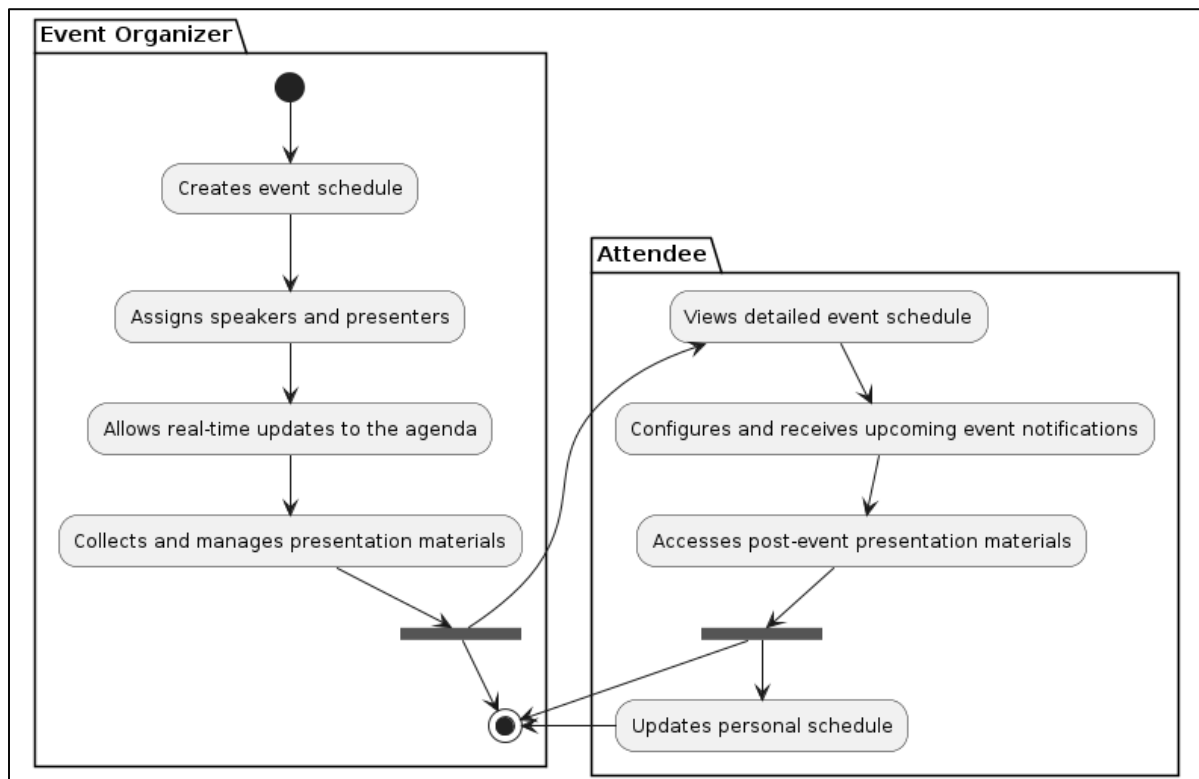 Event Organizer
Creates event schedule
Assigns speakers and presenters
Allows real-time updates to the agenda
Collects and manages presentation materials
Attendee
Views detailed event schedule
Configures and receives upcoming event notifications
Accesses post-event presentation materials
Updates personal schedule